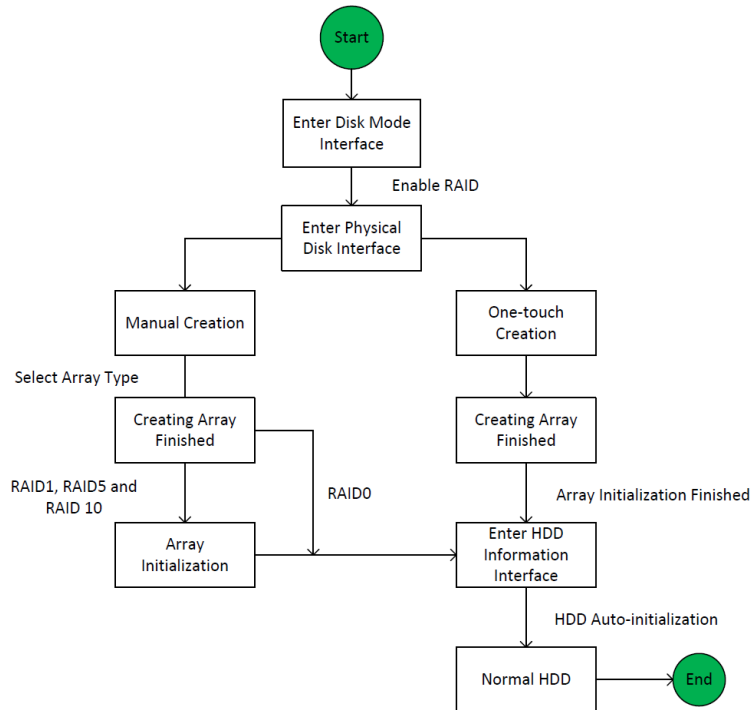 Start
Enter Disk Mode
Interface
Enable RAID
Enter Physical
Disk Interface
Manual Creation
One-touch
Creation
Select Array Type
Creating Array
Finished
Creating Array
Finished
RAID1, RAID5 and
RAID 10
RAID0
Array Initialization Finished
Array
Initialization
Enter HDD
Information
Interface
HDD Auto-initialization
Normal HDD
End